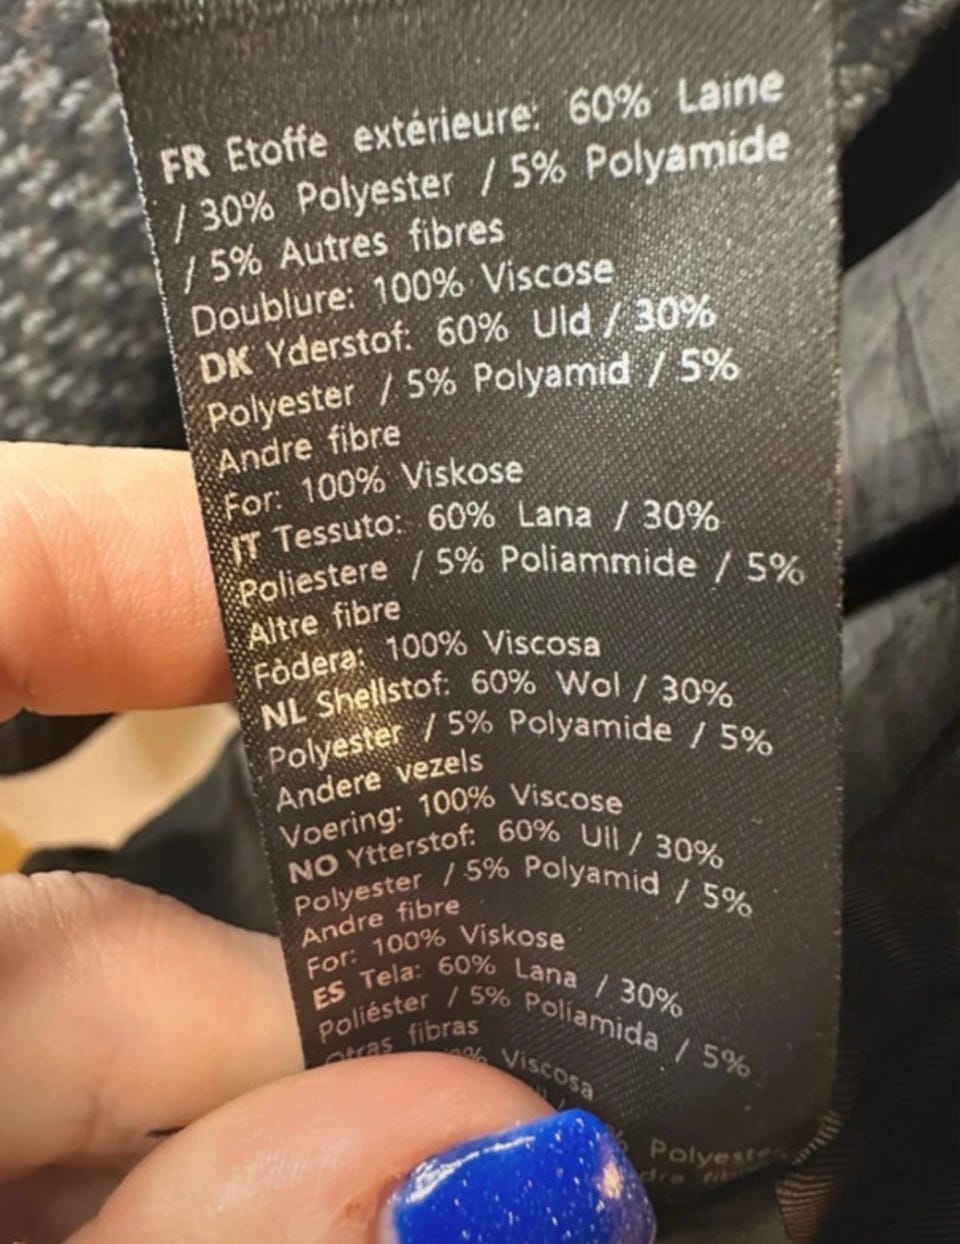 FR Etoffe extérieure: 60% Laine
/ 30% Polyester / 5% Polyamide
/ 5% Autres fibres
Doublure: 100% Viscose
DK Yderstof: 60% Uld / 30%
Polyester / 5% Polyamid / 5%
Andre fibre
For: 100% Viskose
IT Tessuto: 60% Lana / 30%
Poliestere / 5% Poliammide / 5%
Altre fibre
Fòdera: 100% Viscosa
NL Shellstof: 60% Wol / 30%
Polyester / 5% Polyamide / 5%
Andere vezels
Voering: 100% Viscose
NO Ytterstof: 60% Ull / 30%
Polyester / 5% Polyamid / 5%
Andre fibre
For: 100% Viskose
ES Tela: 60% Lana / 30%
Poliéster / 5% Poliamida / 5%
Otras fibras
Viscosa
Polyester